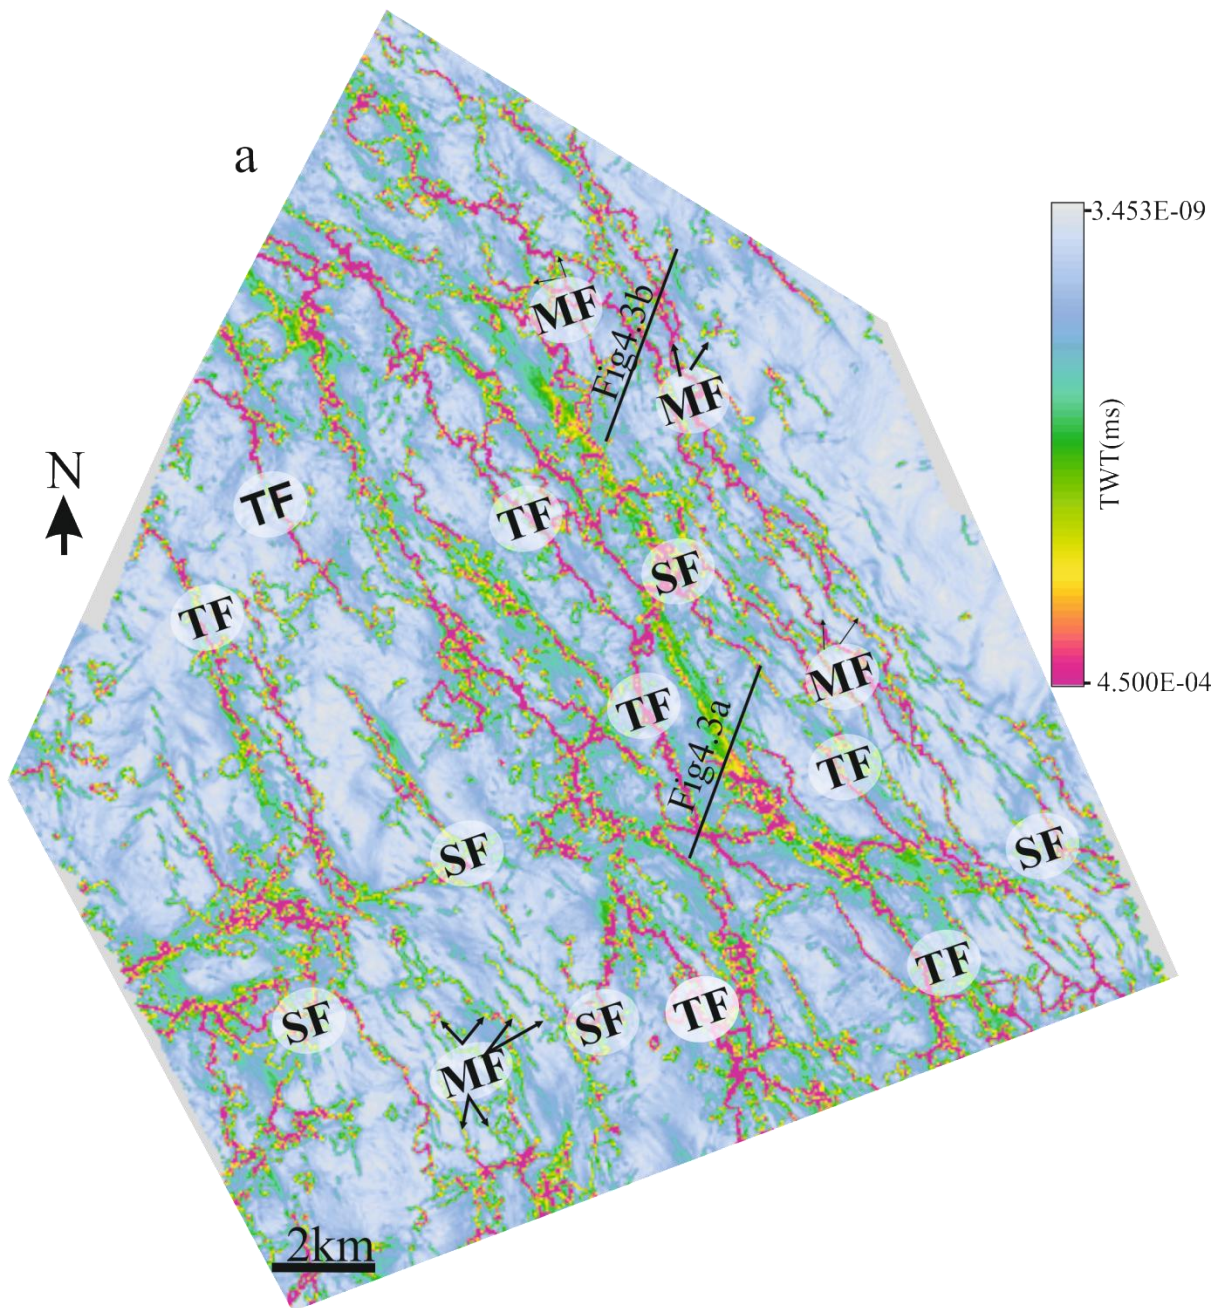 a
3.453E-09
MF
Fig4.3b
MF
TWT(ms)
N
TF
TF
SF
TF
MF
TF
Fig4.3a
TF
SF
SF
TF
SF
SF
TF
MF
4.500E-04
2km